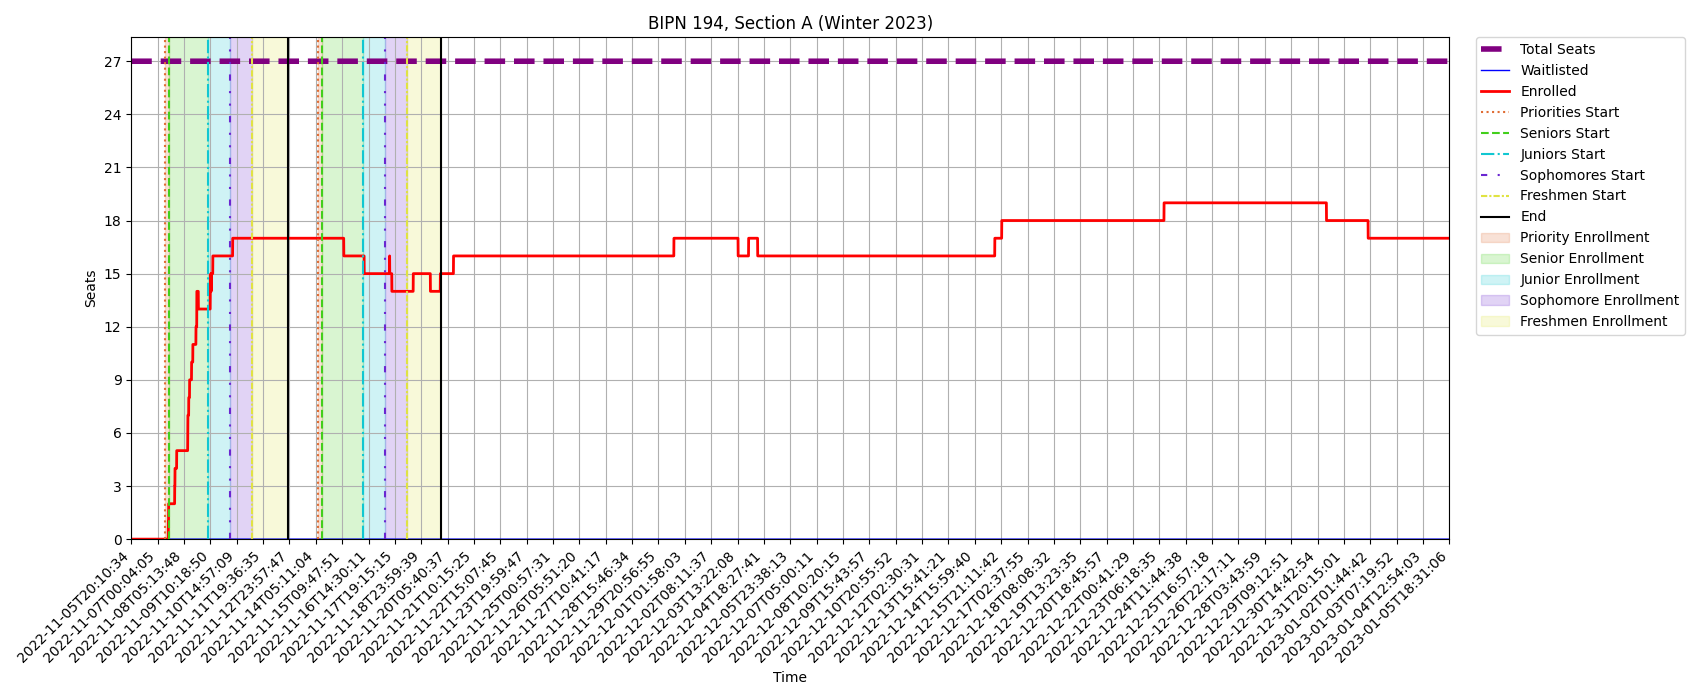 BIPN 194, Section A (Winter 2023)
27
24
21
18
15
12
9
6
3
0
Seats
2022-11-05T20:10:34
2022-11-07T00:04:05
2022-11-08T05:13:48
2022-11-09T10:18:50
2022-11-10T14:57:09
2022-11-11T19:36:35
2022-11-12T23:57:47
2022-11-14T05:11:04
2022-11-15T09:47:51
2022-11-16T14:30:11
2022-11-17T19:15:15
2022-11-18T23:59:39
2022-11-20T05:40:37
2022-11-21T10:15:25
2022-11-22T15:07:45
2022-11-23T19:59:47
2022-11-25T00:57:31
2022-11-26T05:51:20
2022-11-27T10:41:17
2022-11-28T15:46:34
2022-11-29T20:56:55
2022-12-01T01:58:03
2022-12-02T08:11:37
2022-12-03T13:22:08
2022-12-04T18:27:41
2022-12-05T23:38:13
2022-12-07T05:00:11
2022-12-08T10:20:15
2022-12-09T15:43:57
2022-12-10T20:55:52
2022-12-12T02:30:31
2022-12-13T15:41:21
2022-12-14T15:59:40
2022-12-15T21:11:42
2022-12-17T02:37:55
2022-12-18T08:08:32
2022-12-19T13:23:35
2022-12-20T18:45:57
2022-12-22T00:41:29
2022-12-23T06:18:35
2022-12-24T11:44:38
2022-12-25T16:57:18
2022-12-26T22:17:11
2022-12-28T03:43:59
2022-12-29T09:12:51
2022-12-30T14:42:54
2022-12-31T20:15:01
2023-01-02T01:44:42
2023-01-03T07:19:52
2023-01-04T12:54:03
2023-01-05T18:31:06
Time
Total Seats
Waitlisted
Enrolled
Priorities Start
Seniors Start
Juniors Start
Sophomores Start
Freshmen Start
End
Priority Enrollment
Senior Enrollment
Junior Enrollment
Sophomore Enrollment
Freshmen Enrollment